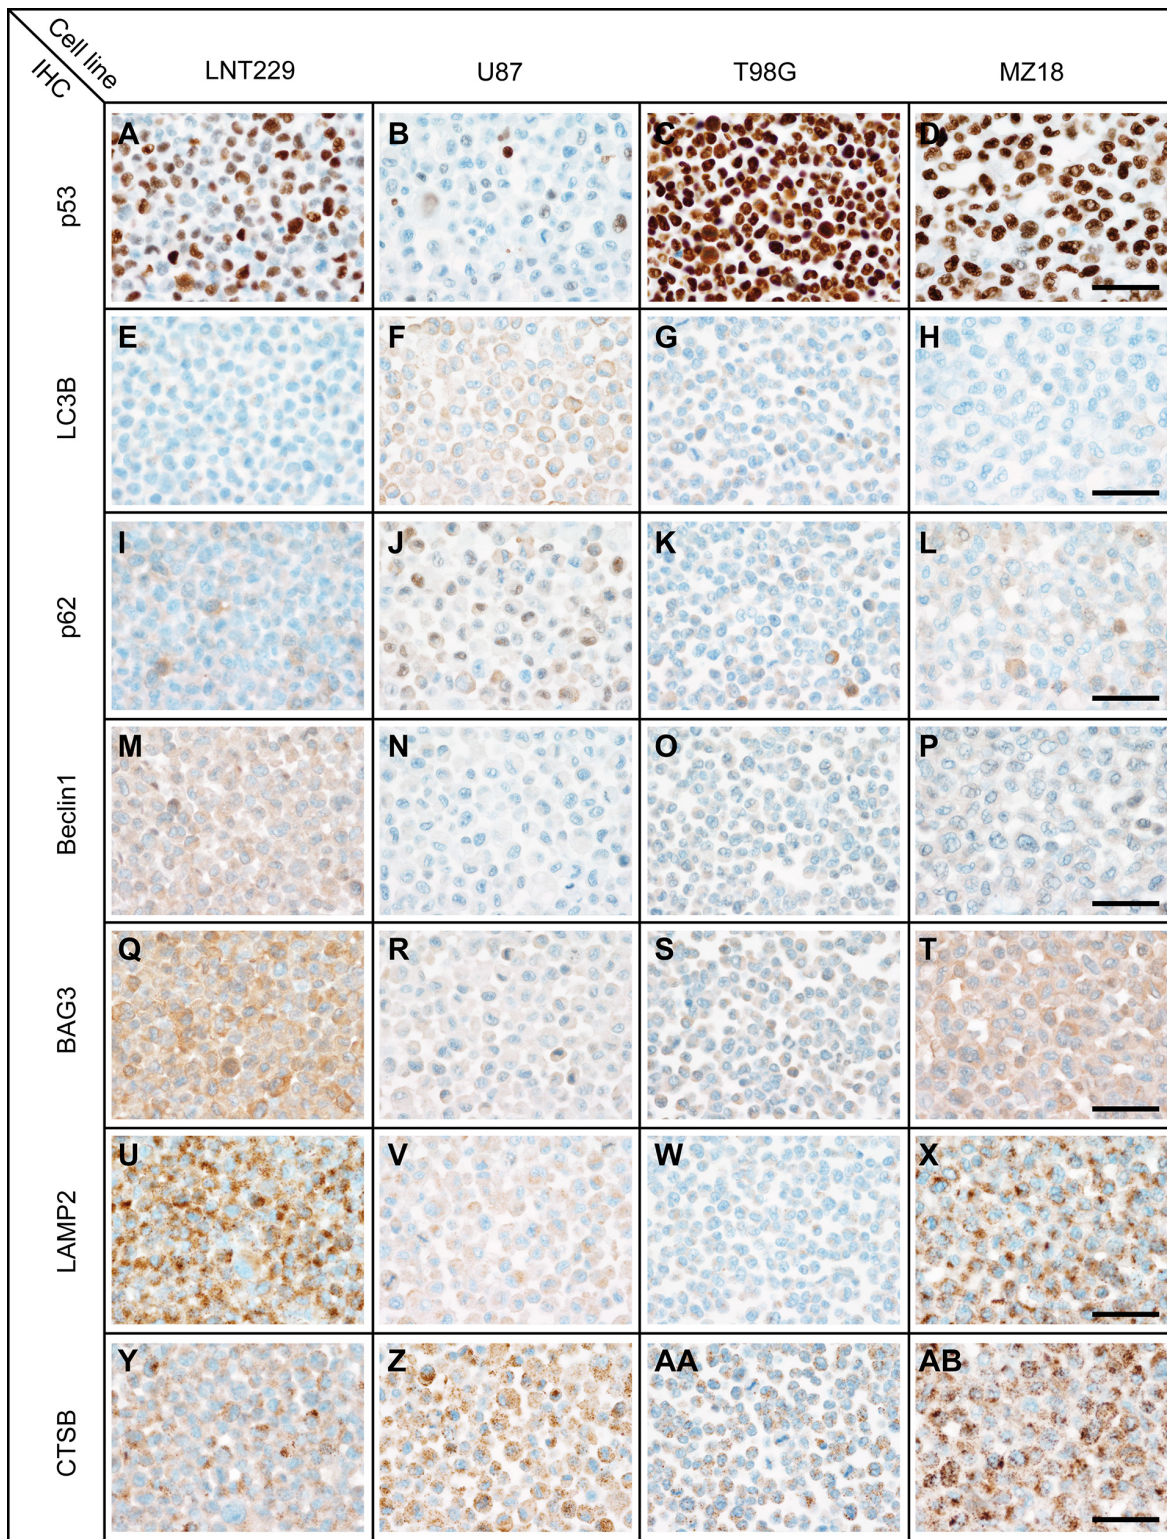 Cell line
IHC
LNT229 U87 T98G MZ18
p53 A B C D
LC3B E F G H
p62 I J K L
Beclin1 M N O P
BAG3 Q R S T
LAMP2 U V W X
CTSB Y Z AA AB